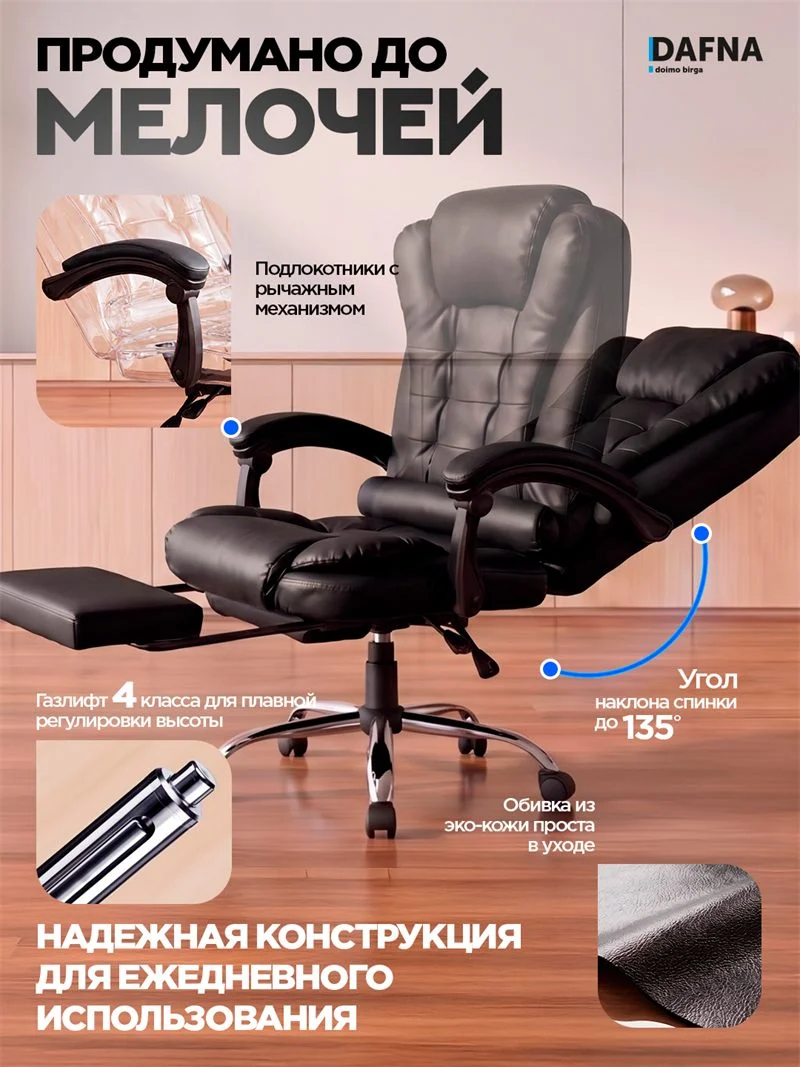 ПРОДУМАНО ДО
МЕЛОЧЕЙ
DAFNA
doimo birga
Подлокотники с
рычажным
механизмом
Газлифт 4 класса для плавной
регулировки высоты
Угол
наклона спинки
до 135°
Обивка из
эко-кожи проста
в уходе
НАДЕЖНАЯ КОНСТРУКЦИЯ
ДЛЯ ЕЖЕДНЕВНОГО
ИСПОЛЬЗОВАНИЯ